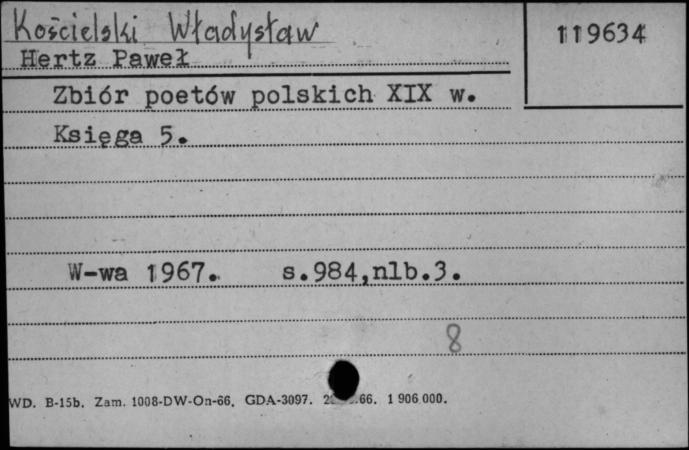 Kościelski Władysław
119634
Hertz Paweł
Zbiór poetów polskich XIX w.
Księga 5.
W-wa 1967. s.984,nlb.3.
8
WD. B-15b. Zam. 1008-DW-On-66. GDA-3097. .66. 1 906 000.